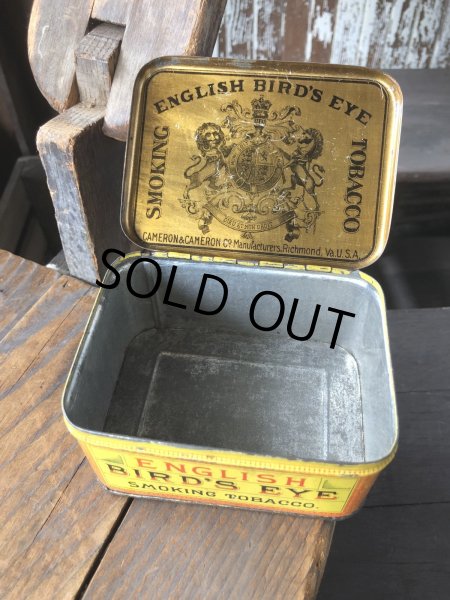 ENGLISH BIRD'S EYE
SMOKING
TOBACCO
CAMERON & CAMERON Co Manufacturers, Richmond, Va. U.S.A.
SOLD OUT
ENGLISH
BIRD'S EYE
SMOKING TOBACCO.